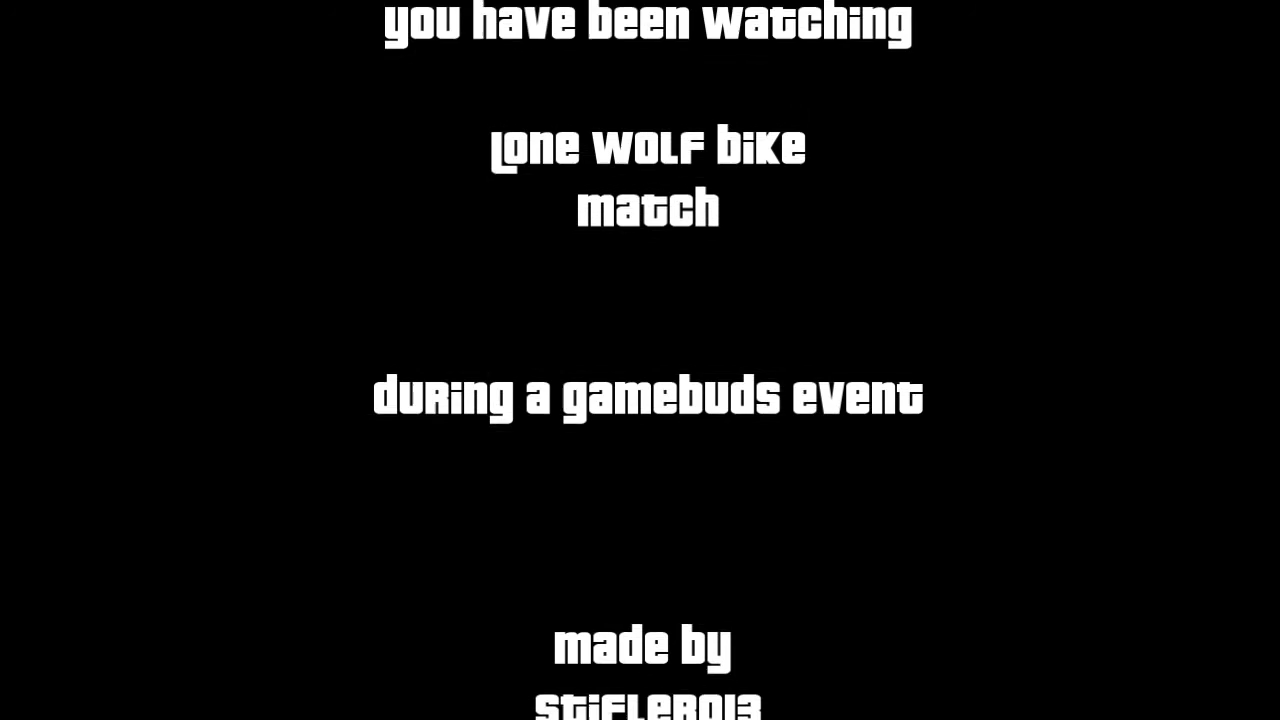 you have been watching
Lone wolf bike
match
during a gamebuds event
made by
stifler013